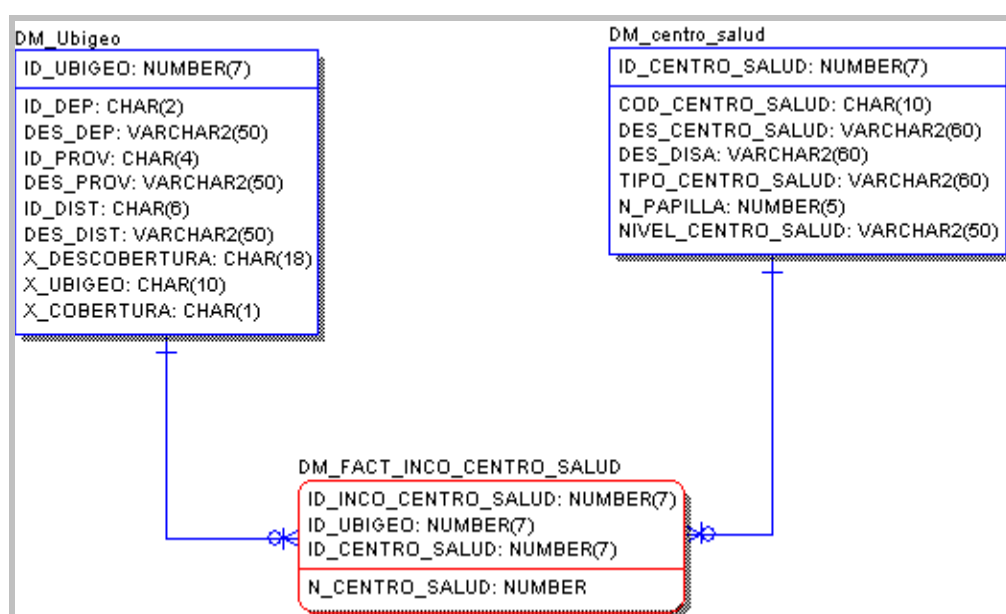 DM_Ubigeo
ID_UBIGEO: NUMBER(7)
ID_DEP: CHAR(2)
DES_DEP: VARCHAR2(50)
ID_PROV: CHAR(4)
DES_PROV: VARCHAR2(50)
ID_DIST: CHAR(6)
DES_DIST: VARCHAR2(50)
X_DESCOBERTURA: CHAR(18)
X_UBIGEO: CHAR(10)
X_COBERTURA: CHAR(1)
DM_centro_salud
ID_CENTRO_SALUD: NUMBER(7)
COD_CENTRO_SALUD: CHAR(10)
DES_CENTRO_SALUD: VARCHAR2(60)
DES_DISA: VARCHAR2(60)
TIPO_CENTRO_SALUD: VARCHAR2(60)
N_PAPILLA: NUMBER(5)
NIVEL_CENTRO_SALUD: VARCHAR2(50)
DM_FACT_INCO_CENTRO_SALUD
ID_INCO_CENTRO_SALUD: NUMBER(7)
ID_UBIGEO: NUMBER(7)
ID_CENTRO_SALUD: NUMBER(7)
N_CENTRO_SALUD: NUMBER